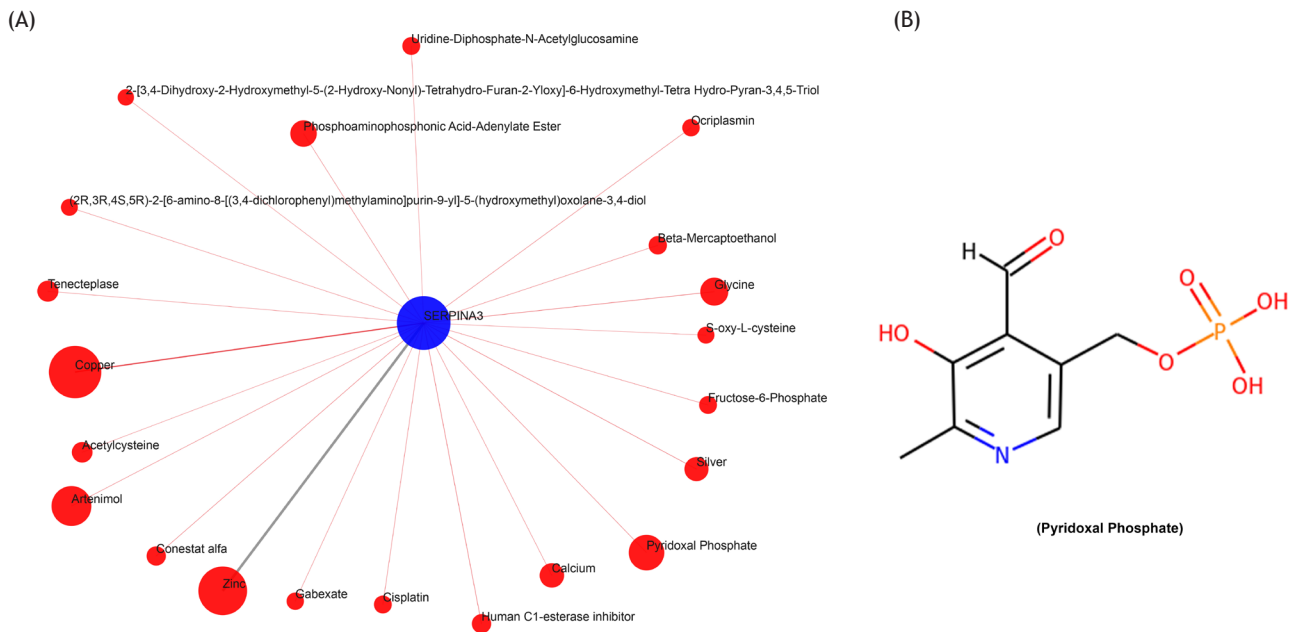 (A)
(B)
Uridine-Diphosphate-N-Acetylglucosamine
2-[3,4-Dihydroxy-2-Hydroxymethyl-5-(2-Hydroxy-Nonyl)-Tetrahydro-Furan-2-Yloxy]-6-Hydroxymethyl-Tetra Hydro-Pyran-3,4,5-Triol
Phosphoaminophosphonic Acid-Adenylate Ester
Ocriplasmin
(2R,3R,4S,5R)-2-[6-amino-8-[(3,4-dichlorophenyl)methylamino]purin-9-yl]-5-(hydroxymethyl)oxolane-3,4-diol
Beta-Mercaptoethanol
Tenecteplase
Glycine
SERPINA3
S-oxy-L-cysteine
Copper
Fructose-6-Phosphate
Acetylcysteine
Silver
Artenimol
Conestat alfa
Pyridoxal Phosphate
Zinc
Calcium
Gabexate
Cisplatin
Human C1-esterase inhibitor
H
O
O
HO
P
OH
O
OH
N
(Pyridoxal Phosphate)